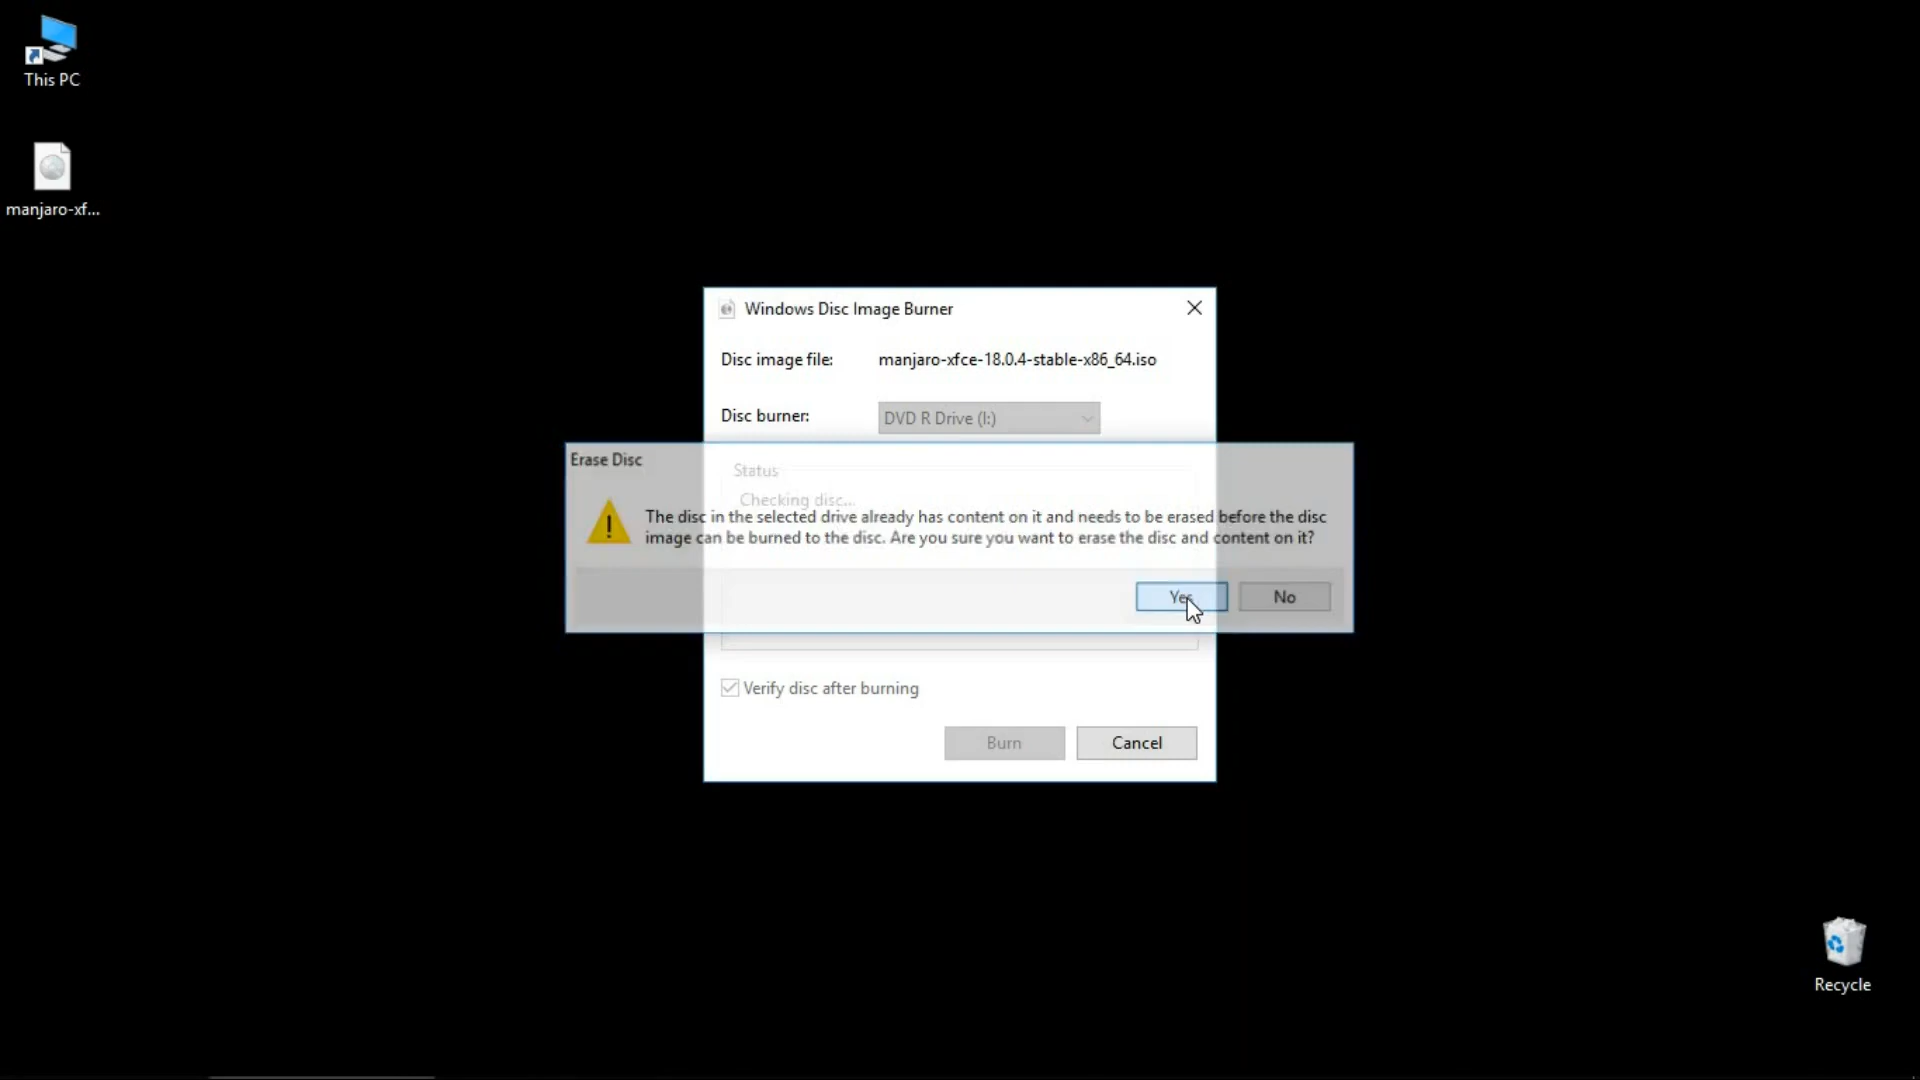 This PC
manjaro-xf...
Windows Disc Image Burner
Disc image file: manjaro-xfce-18.0.4-stable-x86_64.iso
Disc burner: DVD R Drive (I:)
Erase Disc
Status
Checking disc...
The disc in the selected drive already has content on it and needs to be erased before the disc
image can be burned to the disc. Are you sure you want to erase the disc and content on it?
Yes No
Verify disc after burning
Burn Cancel
Recycle